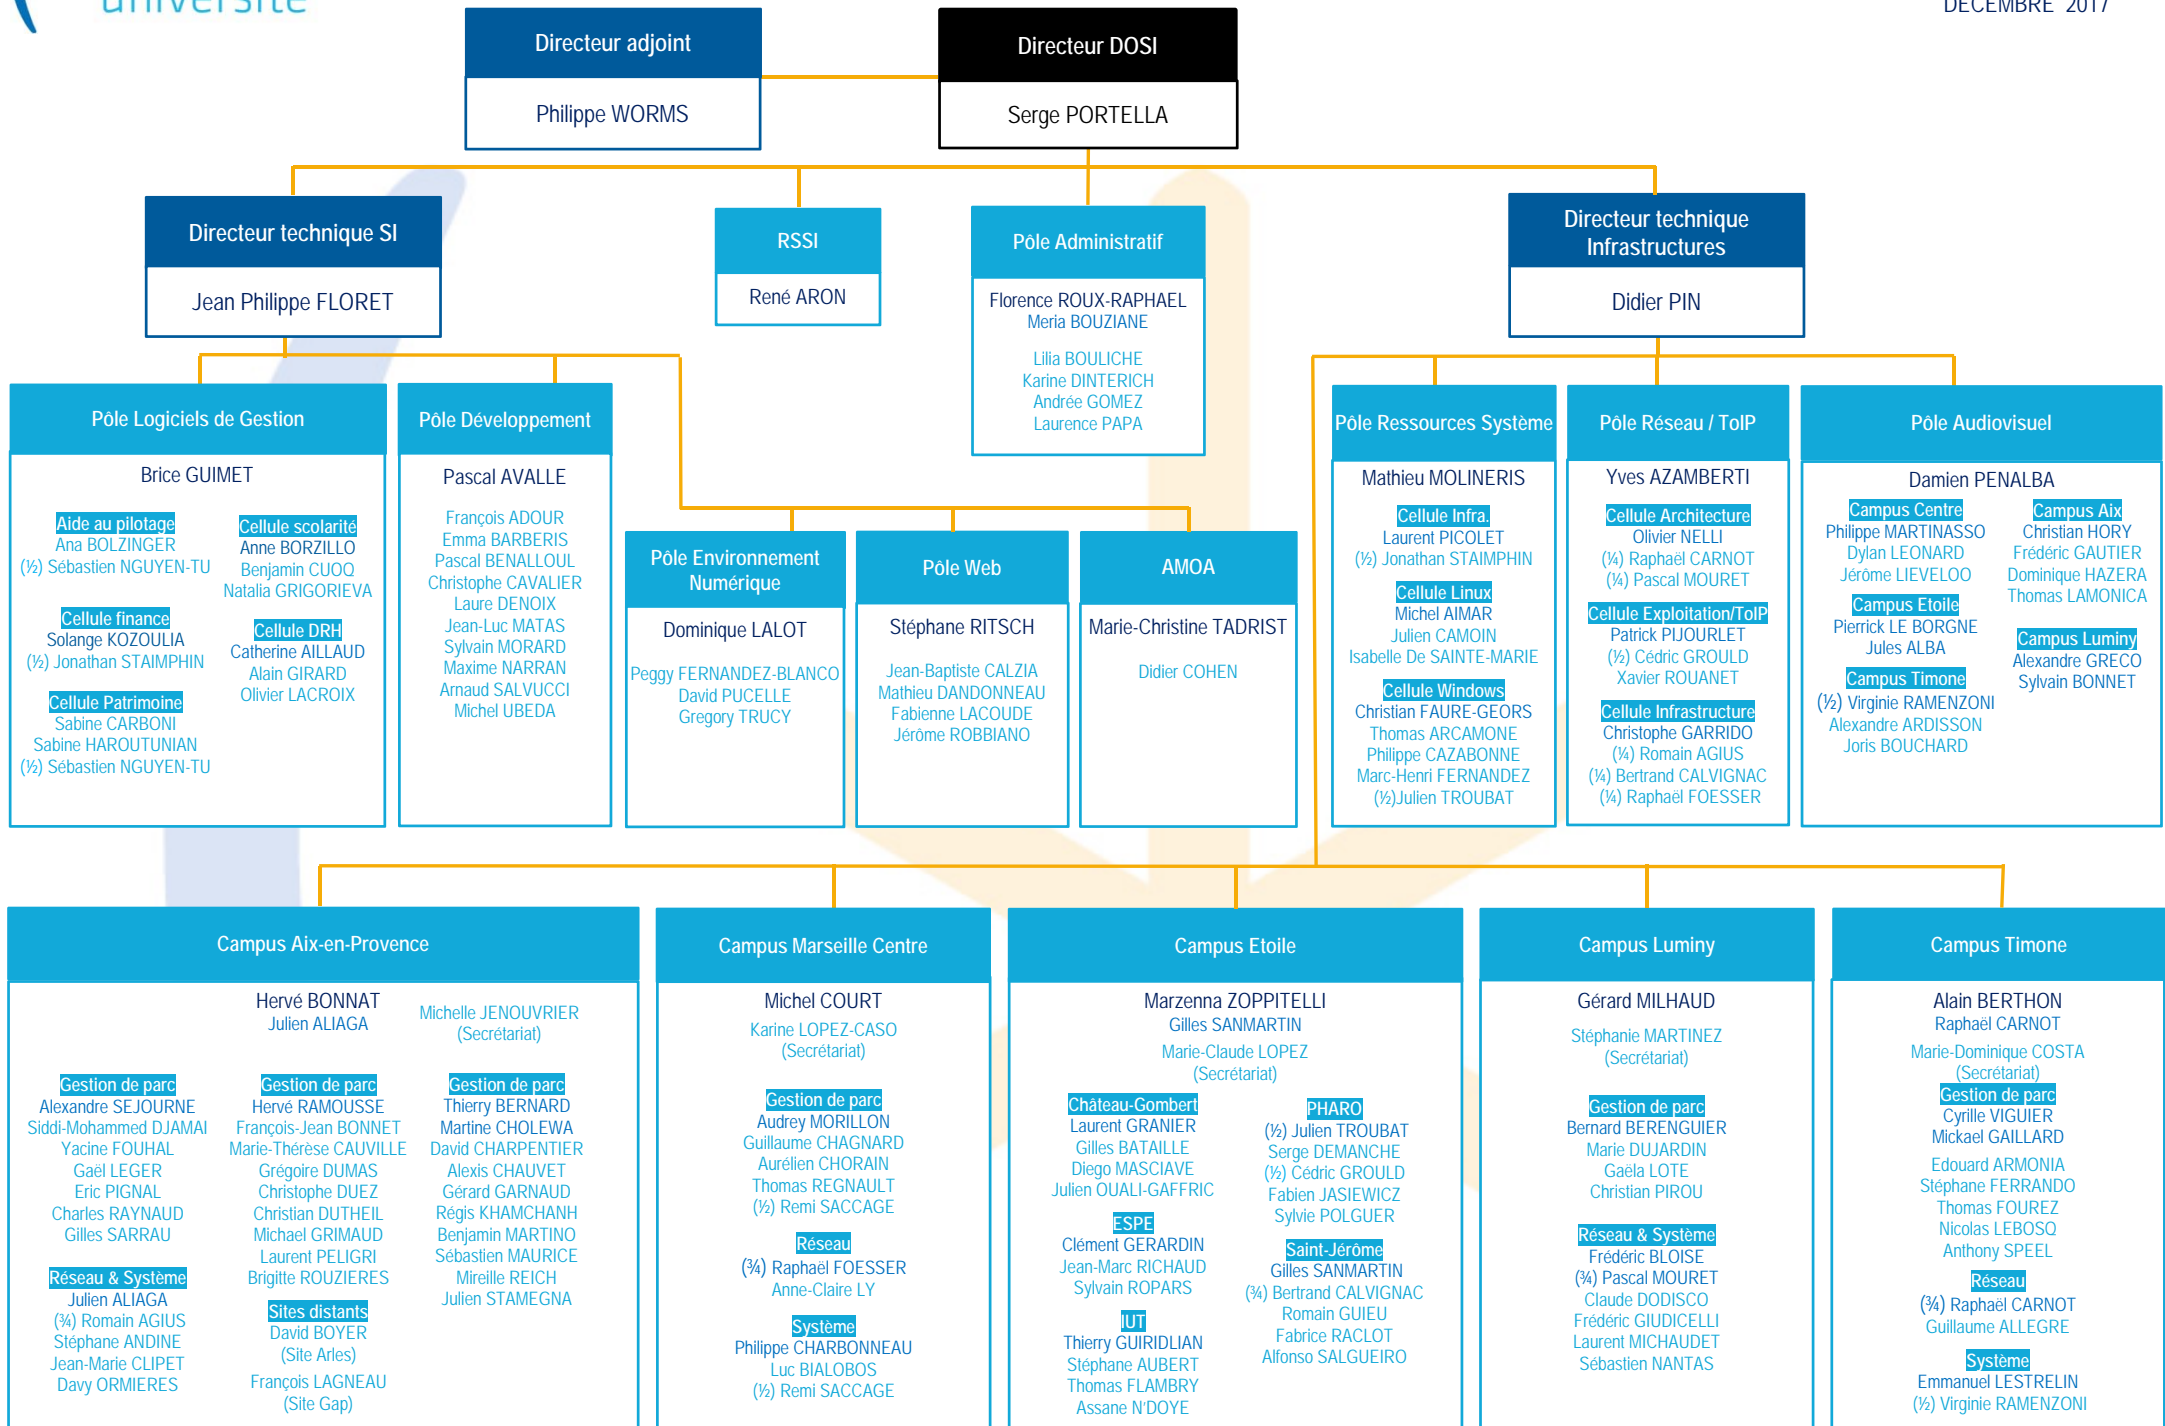 université
DECEMBRE 2017
Directeur adjoint
Philippe WORMS
Directeur DOSI
Serge PORTELLA
Directeur technique SI
Jean Philippe FLORET
RSSI
René ARON
Pôle Administratif
Florence ROUX-RAPHAEL
Meria BOUZIANE
Lilia BOULICHE
Karine DINTERICH
Andrée GOMEZ
Laurence PAPA
Directeur technique
Infrastructures
Didier PIN
Pôle Logiciels de Gestion
Brice GUIMET
Aide au pilotage
Ana BOLZINGER
(½) Sébastien NGUYEN-TU
Cellule finance
Solange KOZOULIA
(½) Jonathan STAIMPHIN
Cellule Patrimoine
Sabine CARBONI
Sabine HAROUTUNIAN
(½) Sébastien NGUYEN-TU
Cellule scolarité
Anne BORZILLO
Benjamin CUOQ
Natalia GRIGORIEVA
Cellule DRH
Catherine AILLAUD
Alain GIRARD
Olivier LACROIX
Pôle Développement
Pascal AVALLE
François ADOUR
Emma BARBERIS
Pascal BENALLOUL
Christophe CAVALIER
Laure DENOIX
Jean-Luc MATAS
Sylvain MORARD
Maxime NARRAN
Arnaud SALVUCCI
Michel UBEDA
Pôle Environnement
Numérique
Dominique LALOT
Peggy FERNANDEZ-BLANCO
David PUCELLE
Gregory TRUCY
Pôle Web
Stéphane RITSCH
Jean-Baptiste CALZIA
Mathieu DANDONNEAU
Fabienne LACOUDE
Jérôme ROBBIANO
AMOA
Marie-Christine TADRIST
Didier COHEN
Pôle Ressources Système
Mathieu MOLINERIS
Cellule Infra.
Laurent PICOLET
(½) Jonathan STAIMPHIN
Cellule Linux
Michel AIMAR
Julien CAMOIN
Isabelle De SAINTE-MARIE
Cellule Windows
Christian FAURE-GEORS
Thomas ARCAMONE
Philippe CAZABONNE
Marc-Henri FERNANDEZ
(½)Julien TROUBAT
Pôle Réseau / ToIP
Yves AZAMBERTI
Cellule Architecture
Olivier NELLI
(¼) Raphaël CARNOT
(¼) Pascal MOURET
Cellule Exploitation/ToIP
Patrick PIJOURLET
(½) Cédric GROULD
Xavier ROUANET
Cellule Infrastructure
Christophe GARRIDO
(¼) Romain AGIUS
(¼) Bertrand CALVIGNAC
(¼) Raphaël FOESSER
Pôle Audiovisuel
Damien PENALBA
Campus Centre
Philippe MARTINASSO
Dylan LEONARD
Jérôme LIEVELOO
Campus Etoile
Pierrick LE BORGNE
Jules ALBA
Campus Timone
(½) Virginie RAMENZONI
Alexandre ARDISSON
Joris BOUCHARD
Campus Aix
Christian HORY
Frédéric GAUTIER
Dominique HAZERA
Thomas LAMONICA
Campus Luminy
Alexandre GRECO
Sylvain BONNET
Campus Aix-en-Provence
Hervé BONNAT
Julien ALIAGA
Michelle JENOUVRIER
(Secrétariat)
Gestion de parc
Alexandre SEJOURNE
Siddi-Mohammed DJAMAI
Yacine FOUHAL
Gaël LEGER
Eric PIGNAL
Charles RAYNAUD
Gilles SARRAU
Réseau & Système
Julien ALIAGA
(¾) Romain AGIUS
Stéphane ANDINE
Jean-Marie CLIPET
Davy ORMIERES
Gestion de parc
Hervé RAMOUSSE
François-Jean BONNET
Marie-Thérèse CAUVILLE
Grégoire DUMAS
Christophe DUEZ
Christian DUTHEIL
Michael GRIMAUD
Laurent PELIGRI
Brigitte ROUZIERES
Sites distants
David BOYER
(Site Arles)
François LAGNEAU
(Site Gap)
Gestion de parc
Thierry BERNARD
Martine CHOLEWA
David CHARPENTIER
Alexis CHAUVET
Gérard GARNAUD
Régis KHAMCHANH
Benjamin MARTINO
Sébastien MAURICE
Mireille REICH
Julien STAMEGNA
Campus Marseille Centre
Michel COURT
Karine LOPEZ-CASO
(Secrétariat)
Gestion de parc
Audrey MORILLON
Guillaume CHAGNARD
Aurélien CHORAIN
Thomas REGNAULT
(½) Remi SACCAGE
Réseau
(¾) Raphaël FOESSER
Anne-Claire LY
Système
Philippe CHARBONNEAU
Luc BIALOBOS
(½) Remi SACCAGE
Campus Etoile
Marzenna ZOPPITELLI
Gilles SANMARTIN
Marie-Claude LOPEZ
(Secrétariat)
Château-Gombert
Laurent GRANIER
Gilles BATAILLE
Diego MASCIAVE
Julien OUALI-GAFFRIC
ESPE
Clément GERARDIN
Jean-Marc RICHAUD
Sylvain ROPARS
IUT
Thierry GUIRIDLIAN
Stéphane AUBERT
Thomas FLAMBRY
Assane N'DOYE
PHARO
(½) Julien TROUBAT
Serge DEMANCHE
(½) Cédric GROULD
Fabien JASIEWICZ
Sylvie POLGUER
Saint-Jérôme
Gilles SANMARTIN
(¾) Bertrand CALVIGNAC
Romain GUIEU
Fabrice RACLOT
Alfonso SALGUEIRO
Campus Luminy
Gérard MILHAUD
Stéphanie MARTINEZ
(Secrétariat)
Gestion de parc
Bernard BERENGUIER
Marie DUJARDIN
Gaëla LOTE
Christian PIROU
Réseau & Système
Frédéric BLOISE
(¾) Pascal MOURET
Claude DODISCO
Frédéric GIUDICELLI
Laurent MICHAUDET
Sébastien NANTAS
Campus Timone
Alain BERTHON
Raphaël CARNOT
Marie-Dominique COSTA
(Secrétariat)
Gestion de parc
Cyrille VIGUIER
Mickael GAILLARD
Edouard ARMONIA
Stéphane FERRANDO
Thomas FOUREZ
Nicolas LEBOSQ
Anthony SPEEL
Réseau
(¾) Raphaël CARNOT
Guillaume ALLEGRE
Système
Emmanuel LESTRELIN
(½) Virginie RAMENZONI